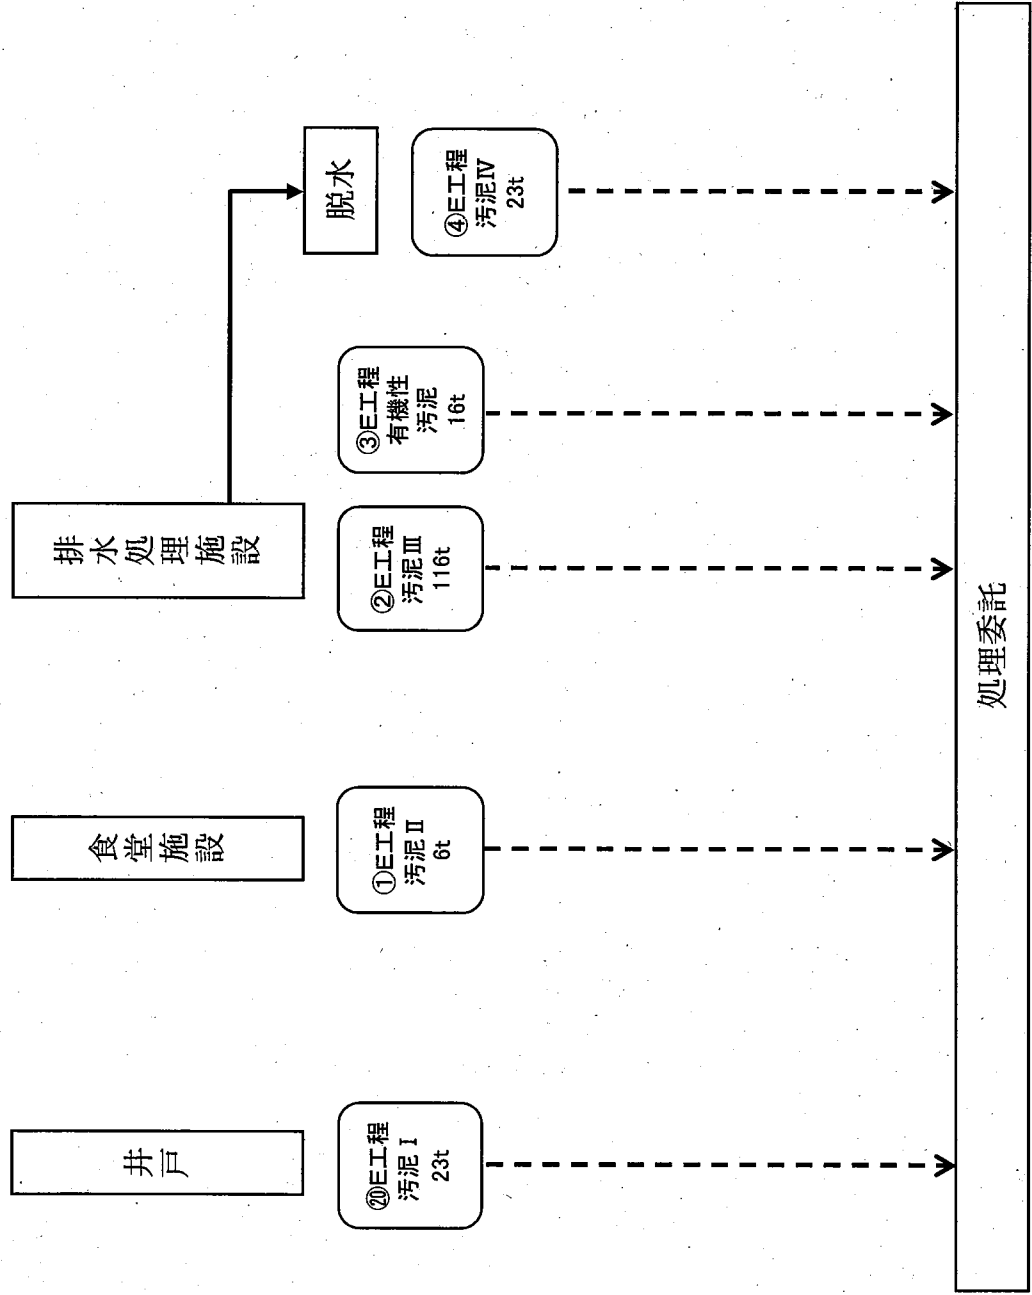 井戸
食堂施設
排水処理施設
脱水
⑳E工程
汚泥Ⅰ
23t
①E工程
汚泥Ⅱ
6t
②E工程
汚泥Ⅲ
116t
③E工程
有機性
汚泥
16t
④E工程
汚泥Ⅳ
23t
処理委託